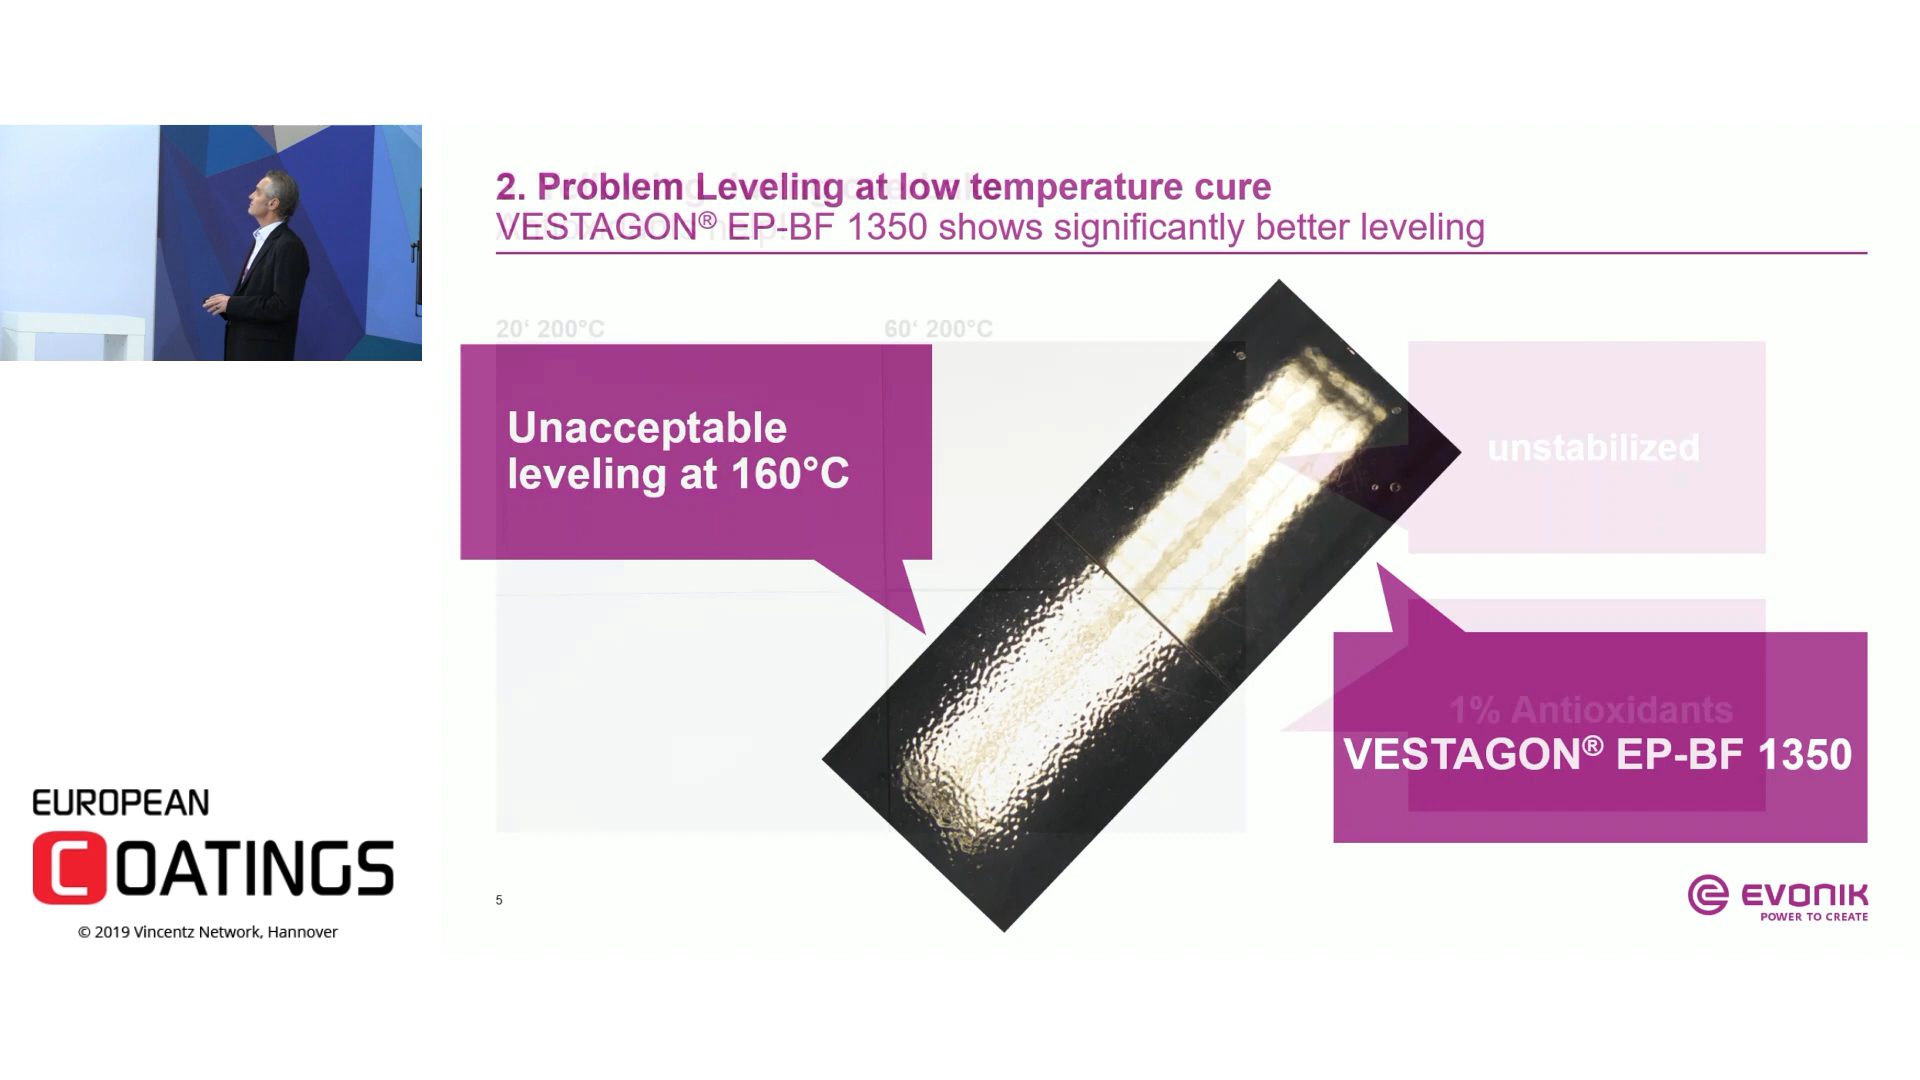 2. Problem Leveling at low temperature cure
VESTAGON® EP-BF 1350 shows significantly better leveling
20‘ 200°C
60‘ 200°C
Unacceptable
leveling at 160°C
unstabilized
1% Antioxidants
VESTAGON® EP-BF 1350
EUROPEAN
COATINGS
© 2019 Vincentz Network, Hannover
5
EVONIK
POWER TO CREATE